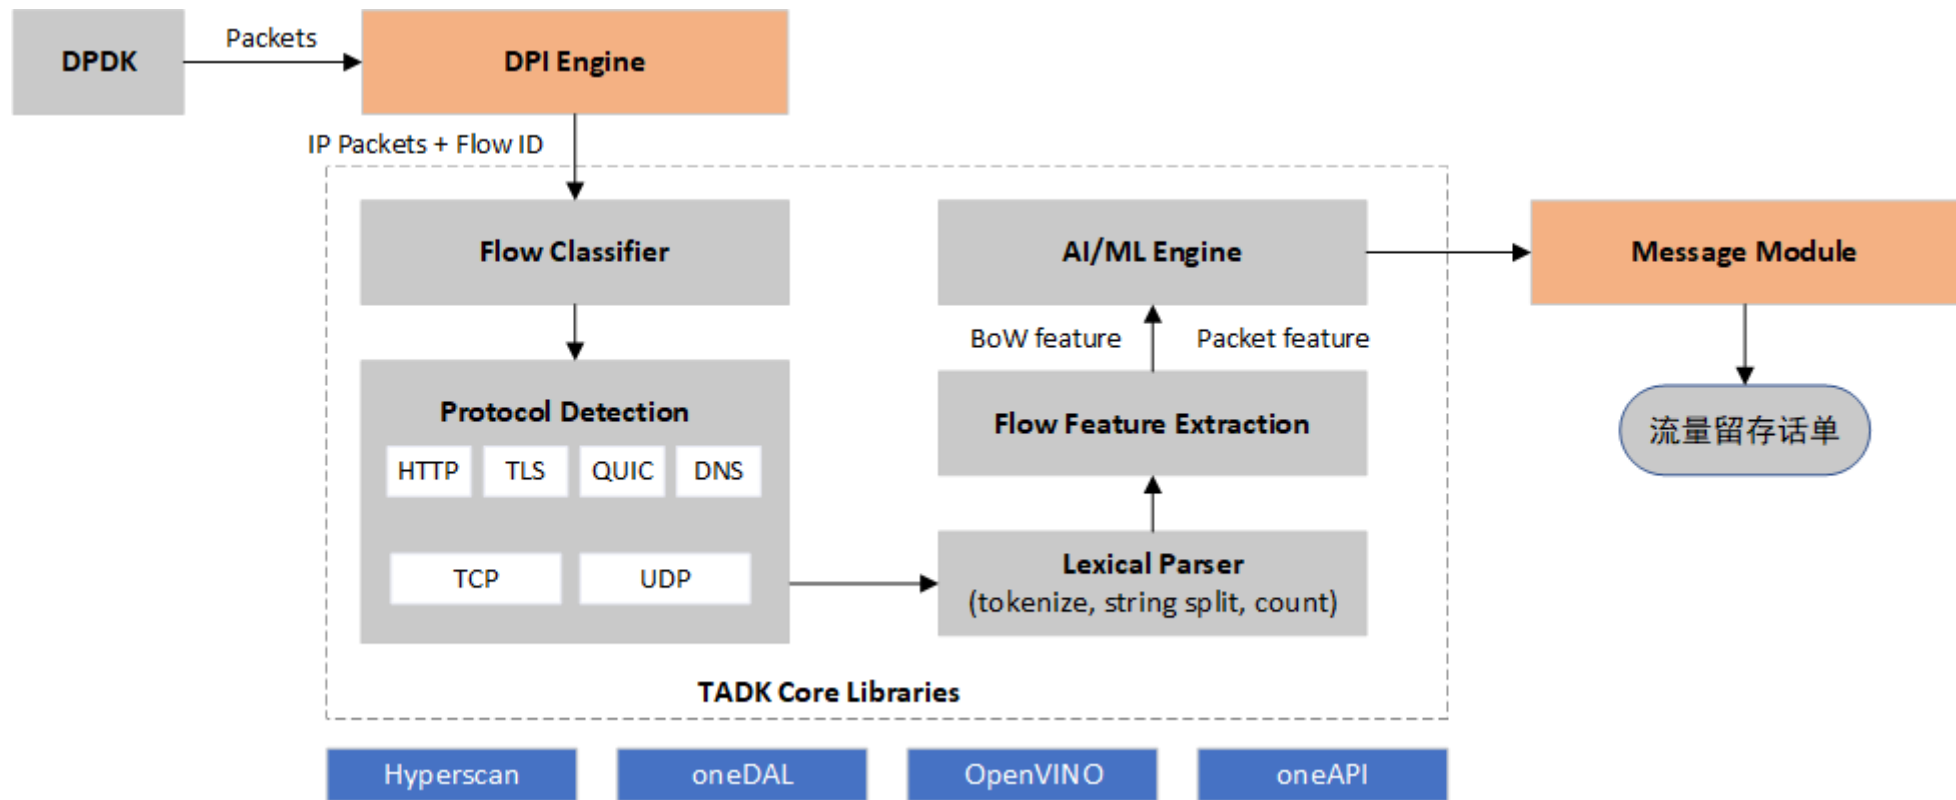 DPDK
Packets
DPI Engine
IP Packets + Flow ID
Flow Classifier
AI/ML Engine
Message Module
BoW feature
Packet feature
Protocol Detection
Flow Feature Extraction
流量留存话单
HTTP
TLS
QUIC
DNS
TCP
UDP
Lexical Parser
(tokenize, string split, count)
TADK Core Libraries
Hyperscan
oneDAL
OpenVINO
oneAPI